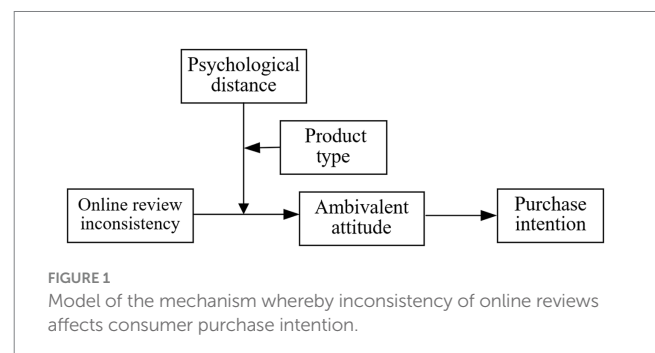 Psychological
distance
Product
type
Online review
inconsistency
Ambivalent
attitude
Purchase
intention
FIGURE 1
Model of the mechanism whereby inconsistency of online reviews
affects consumer purchase intention.